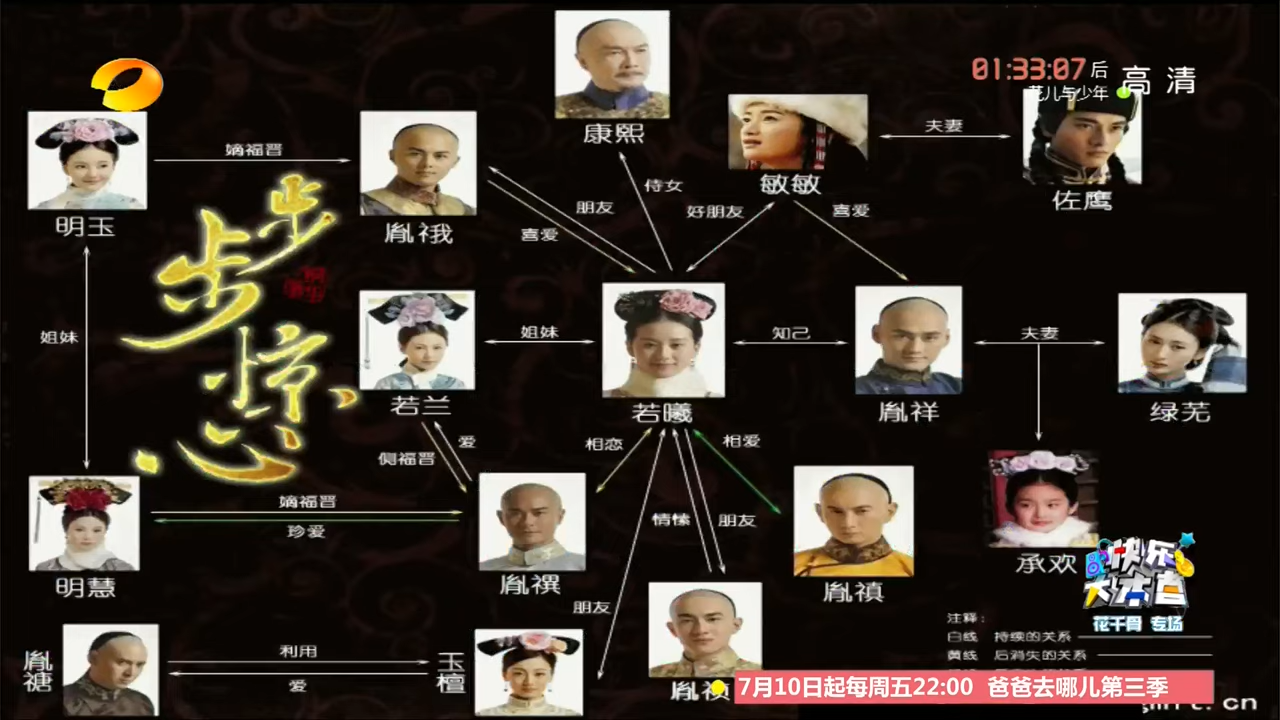 01:33:07后
花儿与少年
高清
康熙
夫妻
嫡福晋
敏敏
佐鹰
侍女
明玉
胤䄉
朋友
好朋友
喜爱
喜爱
步步惊心
姐妹
姐妹
知己
夫妻
若兰
若曦
胤祥
绿芜
爱
侧福晋
相恋
相爱
嫡福晋
珍爱
情愫
朋友
承欢
明慧
胤禩
胤禛
朋友
快乐大本营
花千骨 专场
注释：
白线 持续的关系
黄线 后消失的关系
胤禟
利用
爱
玉檀
7月10日起每周五22:00 爸爸去哪儿第三季